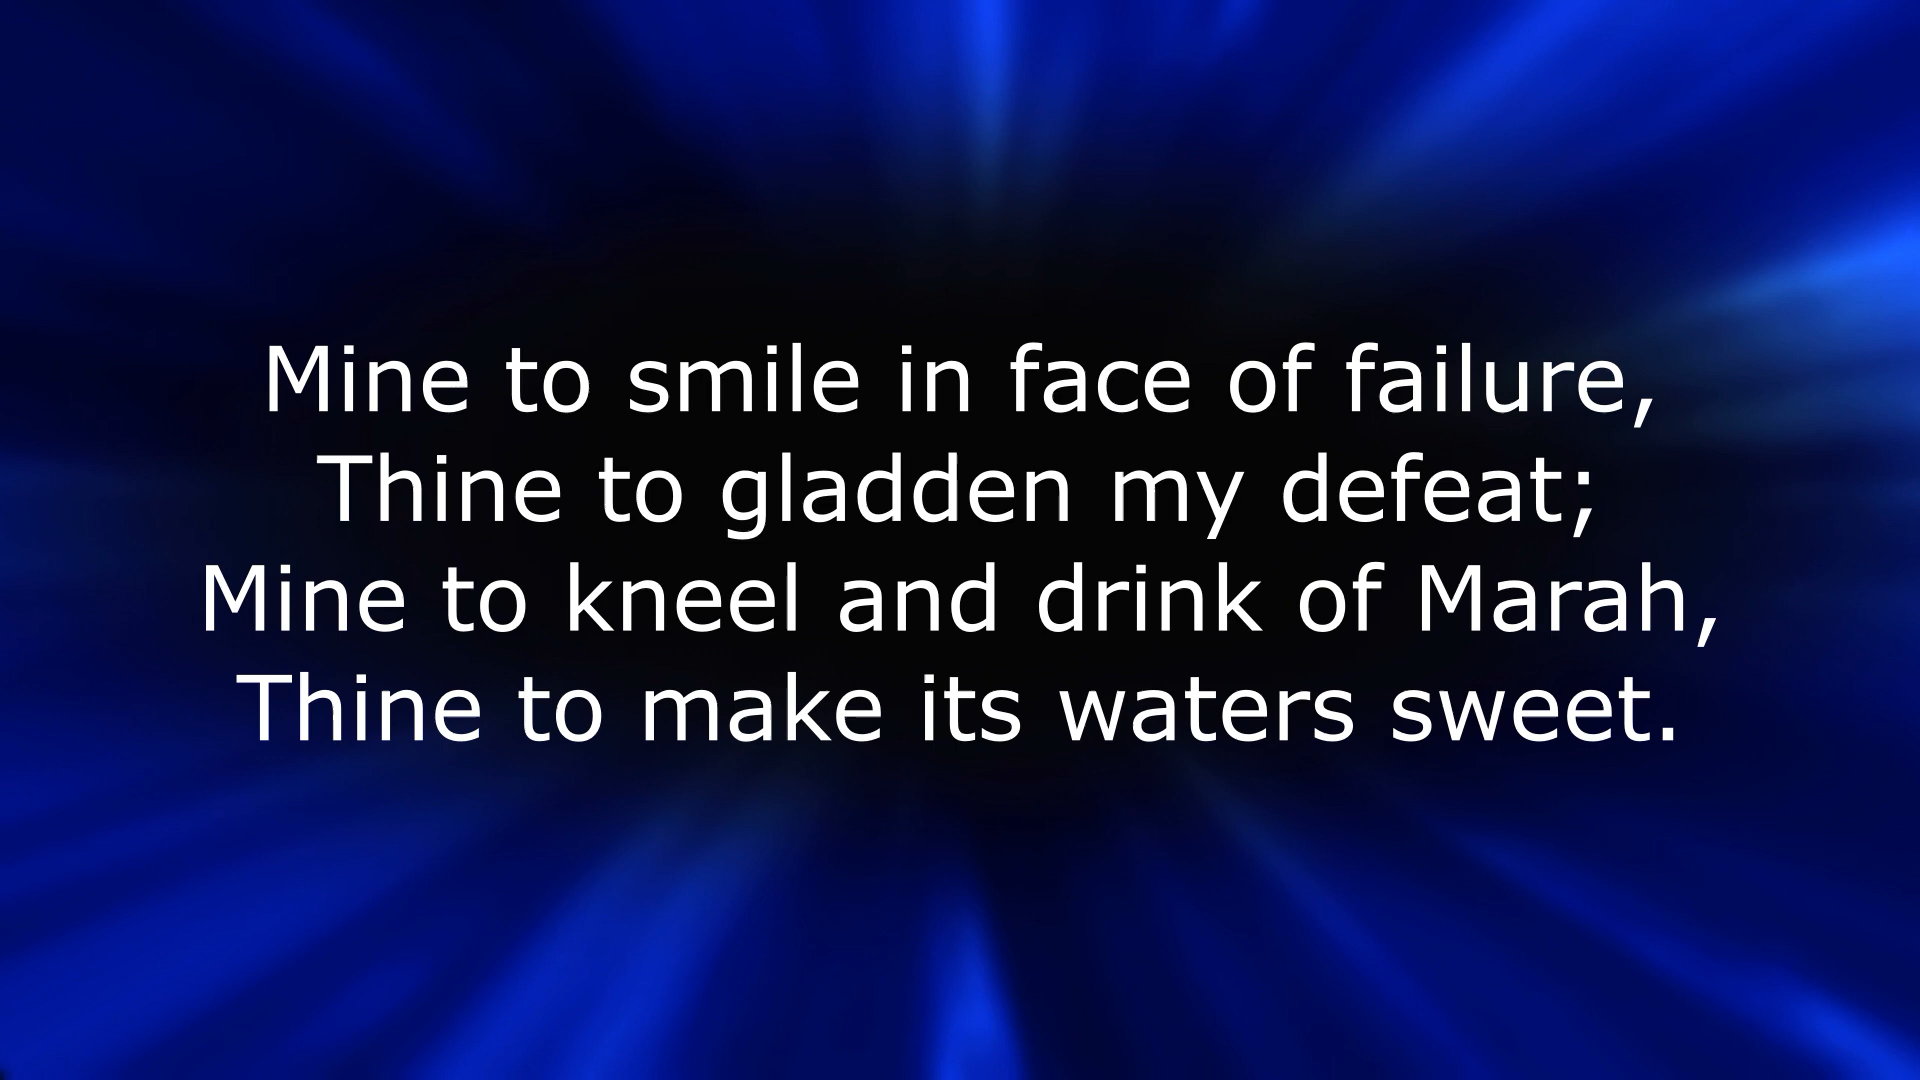 Mine to smile in face of failure,
Thine to gladden my defeat;
Mine to kneel and drink of Marah,
Thine to make its waters sweet.